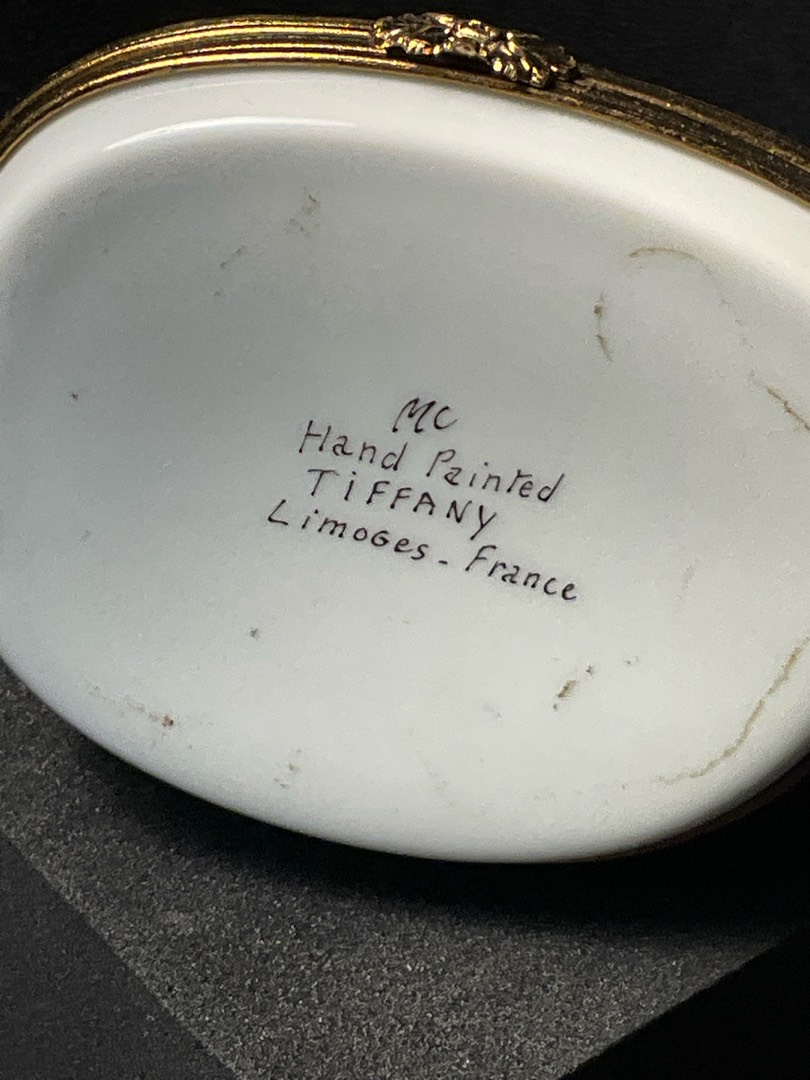 MC
Hand Painted
TiFFANY
LimoGes - France